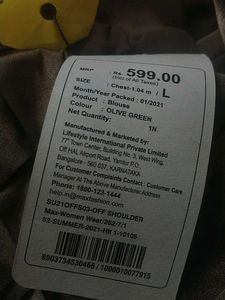 MRP : Rs. 599.00
(Incl of All Taxes)
SIZE : Chest-1.04 m / L
Month/Year Packed : 01/2021
Product : Blouse
Colour : OLIVE GREEN
Net Quantity: 1N
Manufactured & Marketed by:
Lifestyle International Private Limited
77° Town Center, Building No. 3, West Wing,
Off HAL Airport Road, Yamlur P.O.
Bangalore - 560 037, KARNATAKA
For Customer Complaints Contact : Customer Care
Manager At The Above Manufacturer Address
Phone: 1800-123-1444
help.in@maxfashion.com
SU21OFFS03-OFF SHOULDER
Max-Women Wear/282/7/1
S2-SUMMER-2021-Hit 1-10106
8903734530466 / 1000010077915